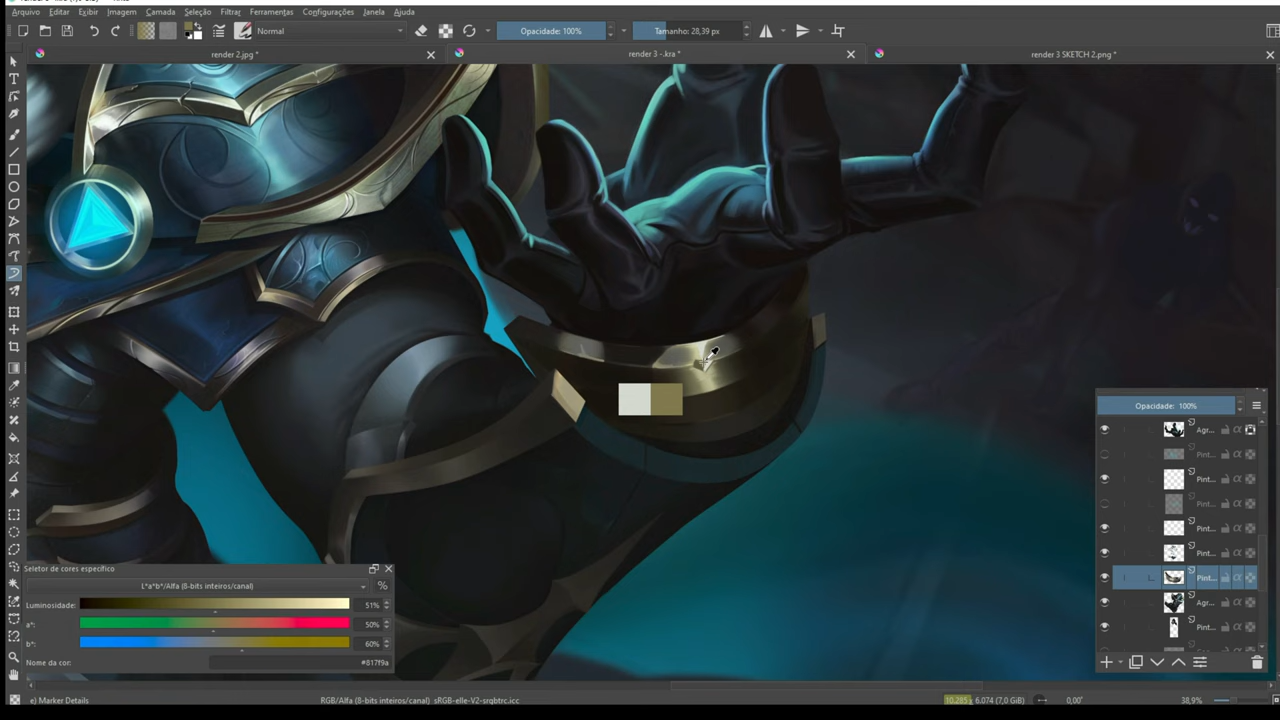 Arquivo Editar Exibir Imagem Camada Seleção Filtrar Ferramentas Configurações Janela Ajuda
Normal Opacidade: 100% Tamanho: 28,39 px
render 2.jpg * render 3 -.kra * render 3 SKETCH 2.png *
Opacidade: 100%
Agr...
Pint...
Pint...
Pint...
Pint...
Pint...
Pint...
Agr...
Pint...
Seletor de cores específico
L*a*b*/Alfa (8-bits inteiros/canal) %
Luminosidade: 51%
a*: 50%
b*: 60%
Nome da cor: #817f9a
e) Marker Details RGB/Alfa (8-bits inteiros/canal) sRGB-elle-V2-srgbtrc.icc 10.285 6.074 (7,0 GiB) 0,00° 38,9%